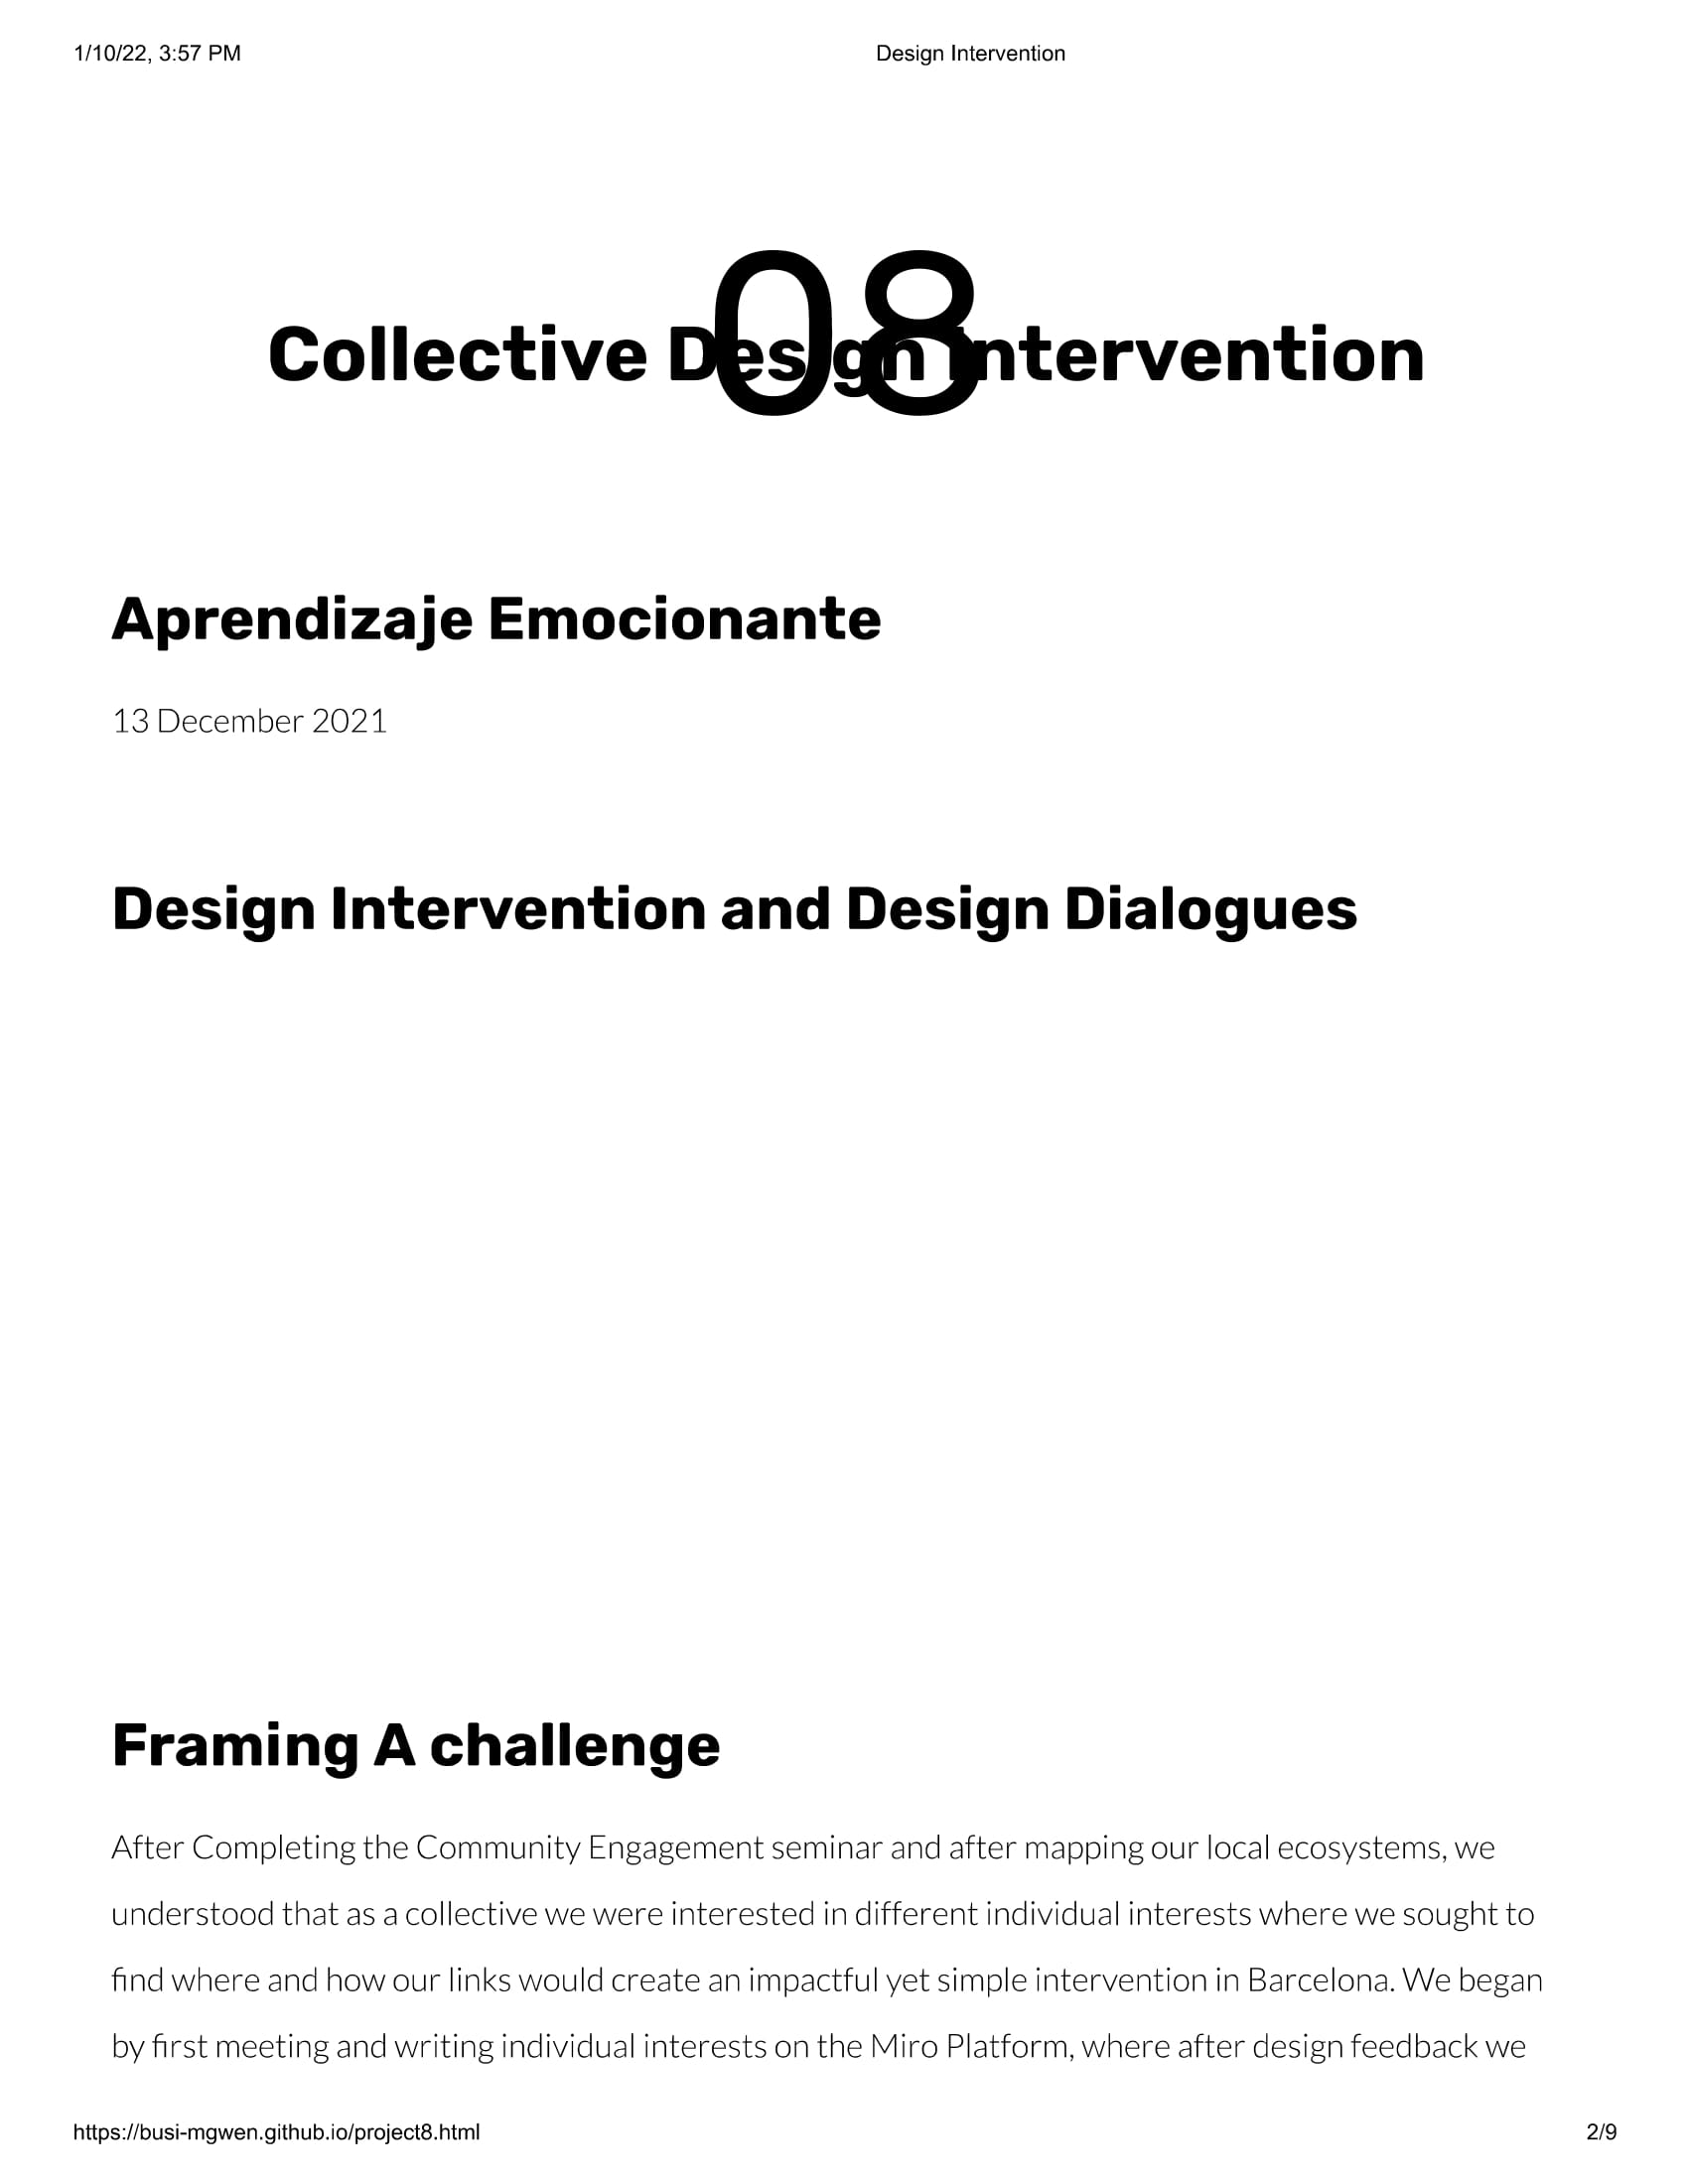 1/10/22, 3:57 PM Design Intervention
08
Collective Design Intervention
Aprendizaje Emocionante
13 December 2021
Design Intervention and Design Dialogues
Framing A challenge
After Completing the Community Engagement seminar and after mapping our local ecosystems, we
understood that as a collective we were interested in different individual interests where we sought to
find where and how our links would create an impactful yet simple intervention in Barcelona. We began
by first meeting and writing individual interests on the Miro Platform, where after design feedback we
https://busi-mgwen.github.io/project8.html 2/9